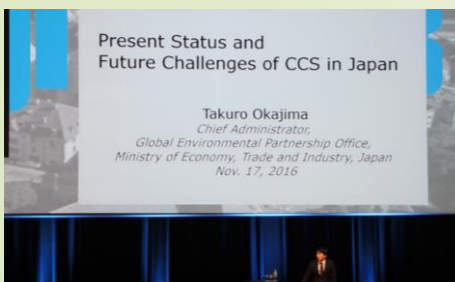 Present Status and
Future Challenges of CCS in Japan
Takuro Okajima
Chief Administrator,
Global Environmental Partnership Office,
Ministry of Economy, Trade and Industry, Japan
Nov. 17, 2016